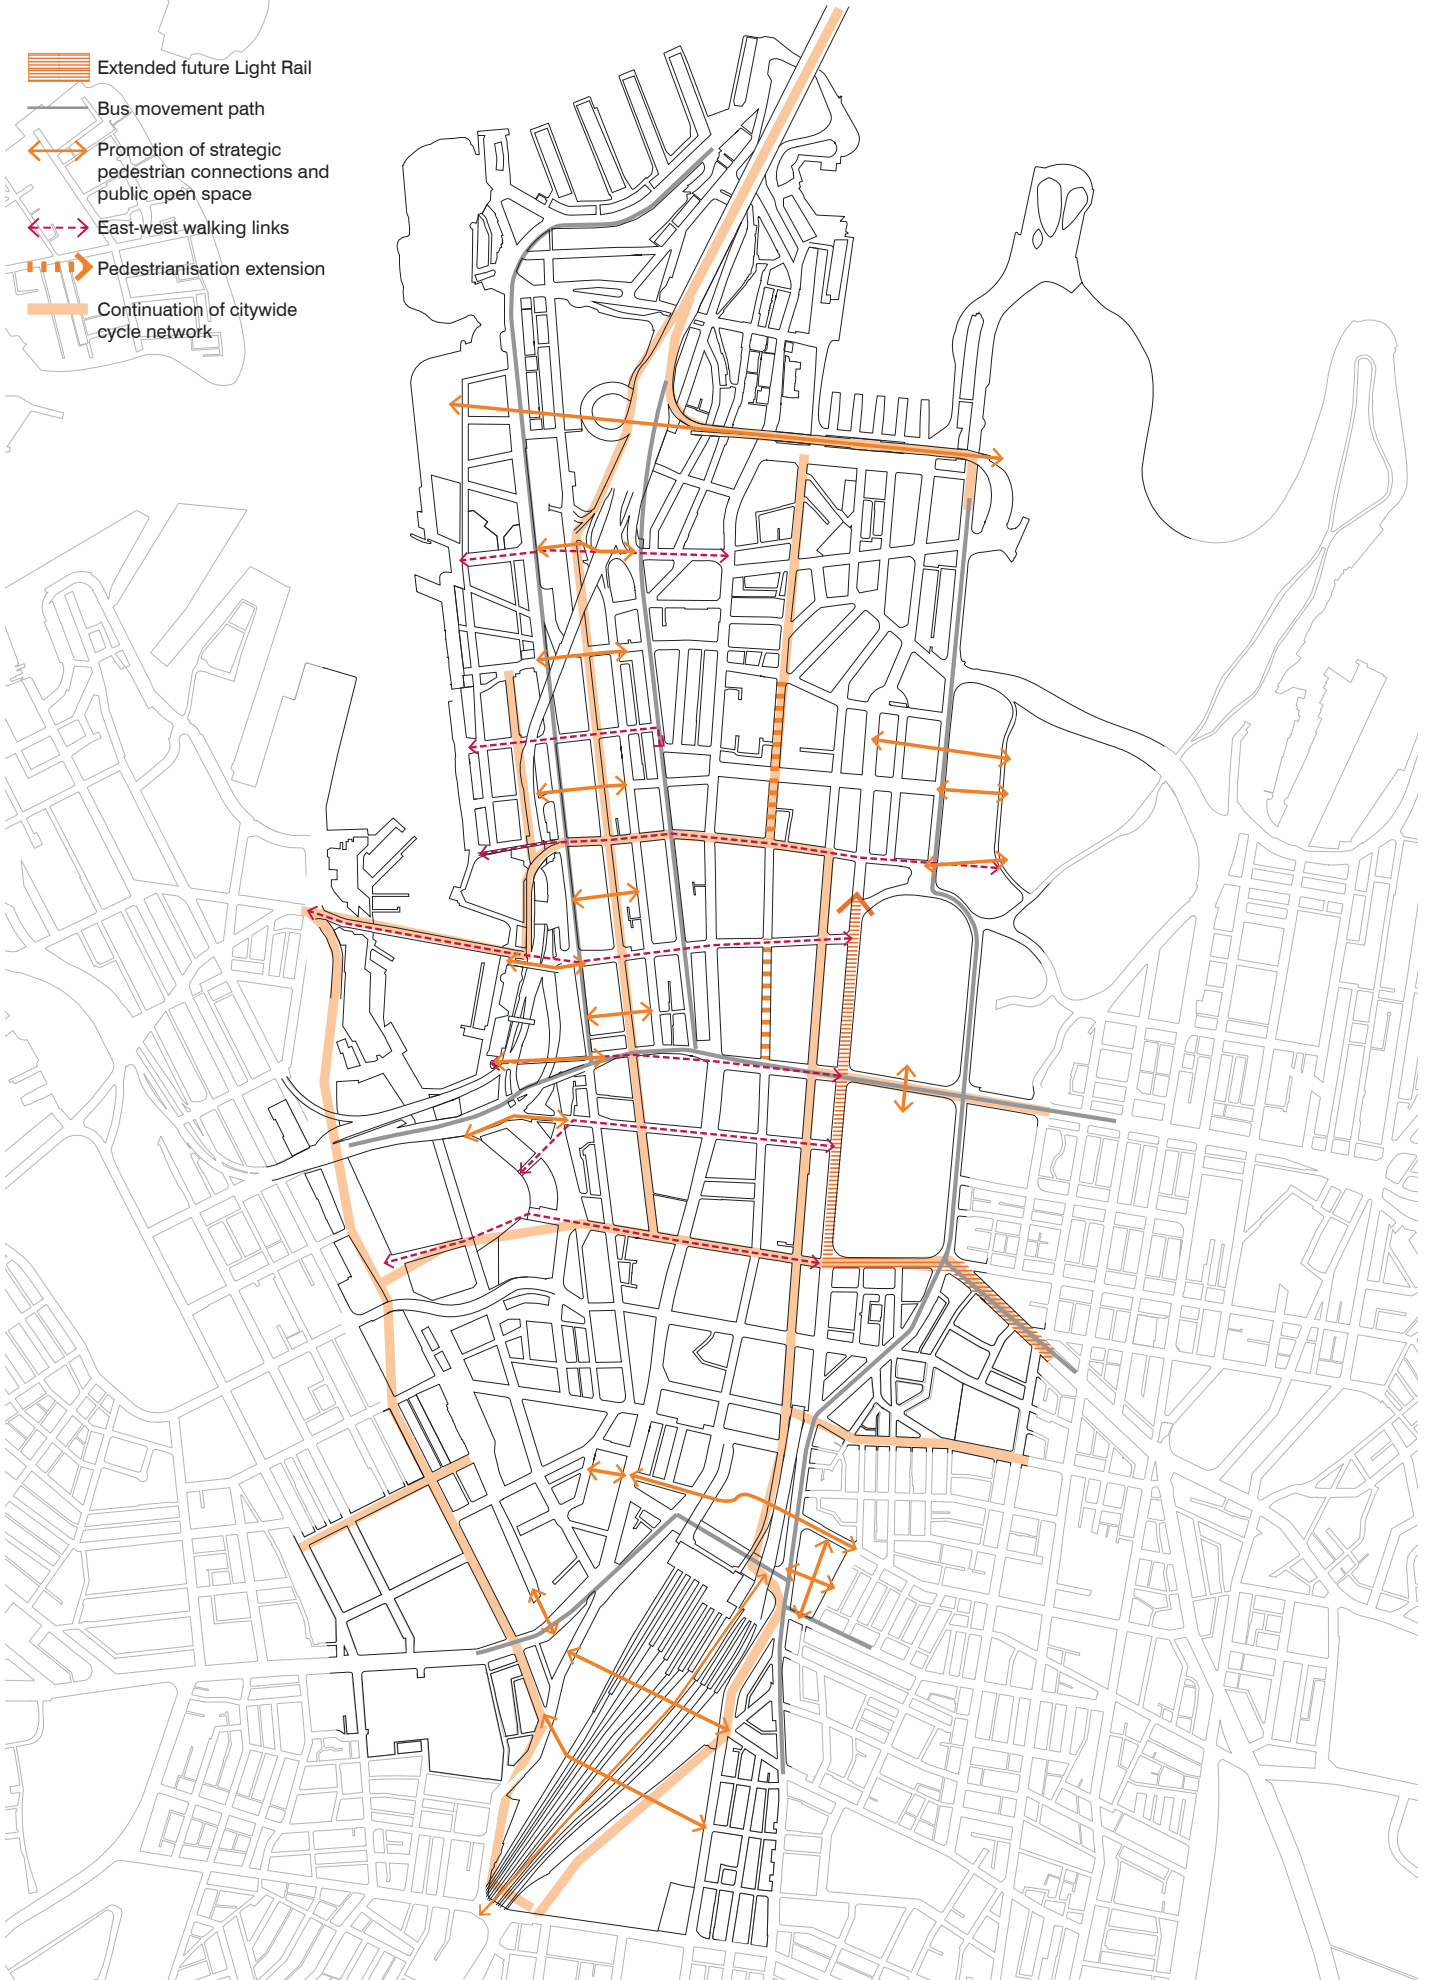 Extended future Light Rail
Bus movement path
Promotion of strategic
pedestrian connections and
public open space
East-west walking links
Pedestrianisation extension
Continuation of citywide
cycle network